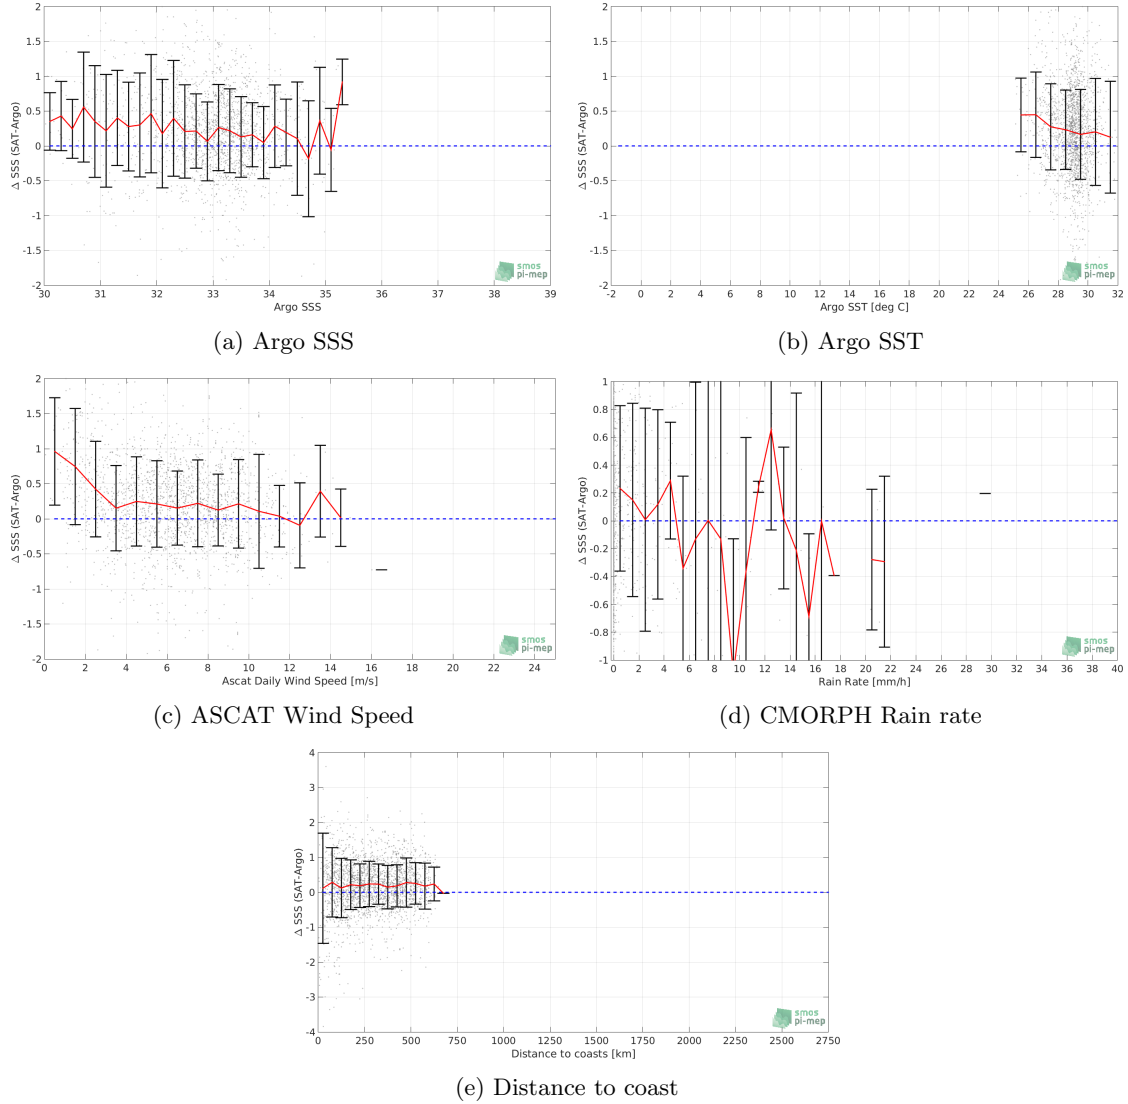 2
1.5
1
0.5
0
-0.5
-1
-1.5
-2
Δ SSS (SAT-Argo)
30 31 32 33 34 35 36 37 38 39
Argo SSS
smos
pi-mep
(a) Argo SSS
2
1.5
1
0.5
0
-0.5
-1
-1.5
-2
Δ SSS (SAT-Argo)
-2 0 2 4 6 8 10 12 14 16 18 20 22 24 26 28 30 32
Argo SST [deg C]
smos
pi-mep
(b) Argo SST
2
1.5
1
0.5
0
-0.5
-1
-1.5
-2
Δ SSS (SAT-Argo)
0 2 4 6 8 10 12 14 16 18 20 22 24
Ascat Daily Wind Speed [m/s]
smos
pi-mep
(c) ASCAT Wind Speed
1
0.8
0.6
0.4
0.2
0
-0.2
-0.4
-0.6
-0.8
-1
Δ SSS (SAT-Argo)
0 2 4 6 8 10 12 14 16 18 20 22 24 26 28 30 32 34 36 38 40
Rain Rate [mm/h]
smos
pi-mep
(d) CMORPH Rain rate
4
3
2
1
0
-1
-2
-3
-4
Δ SSS (SAT-Argo)
0 250 500 750 1000 1250 1500 1750 2000 2250 2500 2750
Distance to coasts [km]
smos
pi-mep
(e) Distance to coast